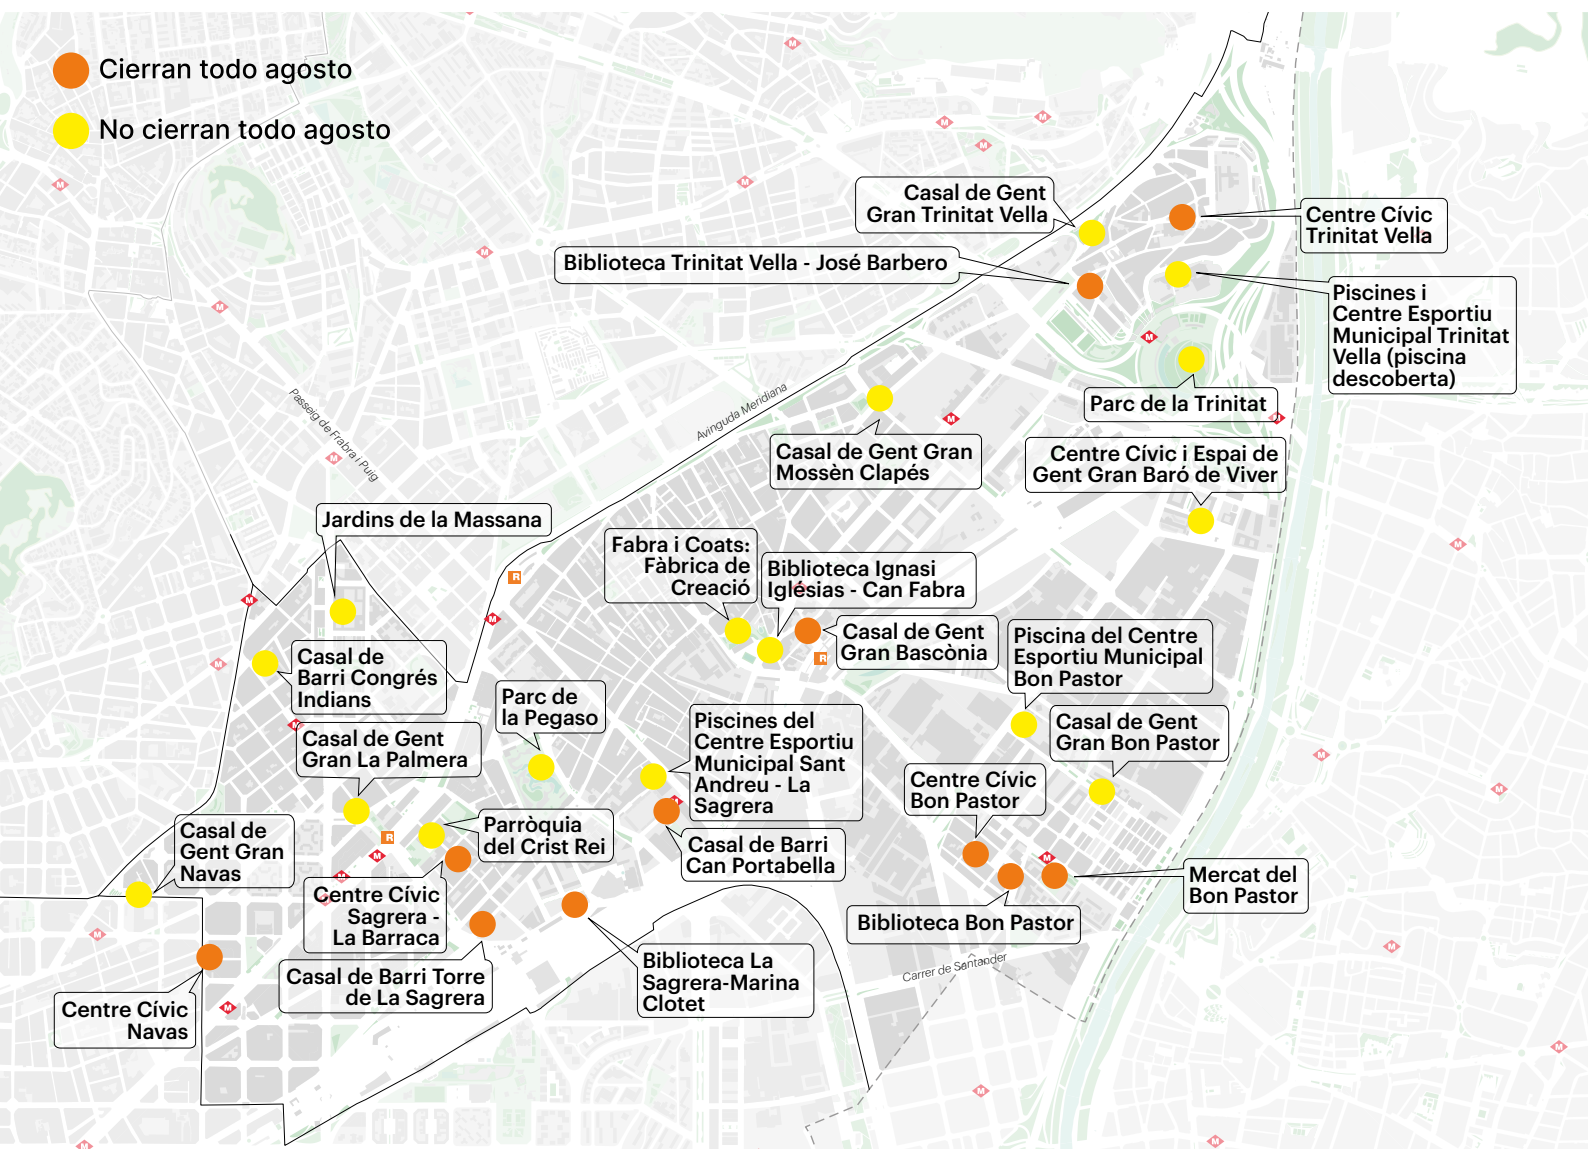 Cierran todo agosto
No cierran todo agosto
Casal de Gent
Gran Trinitat Vella
Centre Cívic
Trinitat Vella
Biblioteca Trinitat Vella - José Barbero
Piscines i
Centre Esportiu
Municipal Trinitat
Vella (piscina
descoberta)
Parc de la Trinitat
Avinguda Meridiana
Passeig de Frabra i Puig
Casal de Gent Gran
Mossèn Clapés
Centre Cívic i Espai de
Gent Gran Baró de Viver
Jardins de la Massana
Fabra i Coats:
Fàbrica de
Creació
Biblioteca Ignasi
Iglésias - Can Fabra
Casal de Gent
Gran Bascònia
Piscina del Centre
Esportiu Municipal
Bon Pastor
Casal de
Barri Congrés
Indians
Parc de
la Pegaso
Piscines del
Centre Esportiu
Municipal Sant
Andreu - La
Sagrera
Casal de Gent
Gran Bon Pastor
Casal de Gent
Gran La Palmera
Centre Cívic
Bon Pastor
Casal de
Gent Gran
Navas
Parròquia
del Crist Rei
Casal de Barri
Can Portabella
Mercat del
Bon Pastor
Centre Cívic
Sagrera -
La Barraca
Biblioteca Bon Pastor
Casal de Barri Torre
de La Sagrera
Biblioteca La
Sagrera-Marina
Clotet
Carrer de Santander
Centre Cívic
Navas